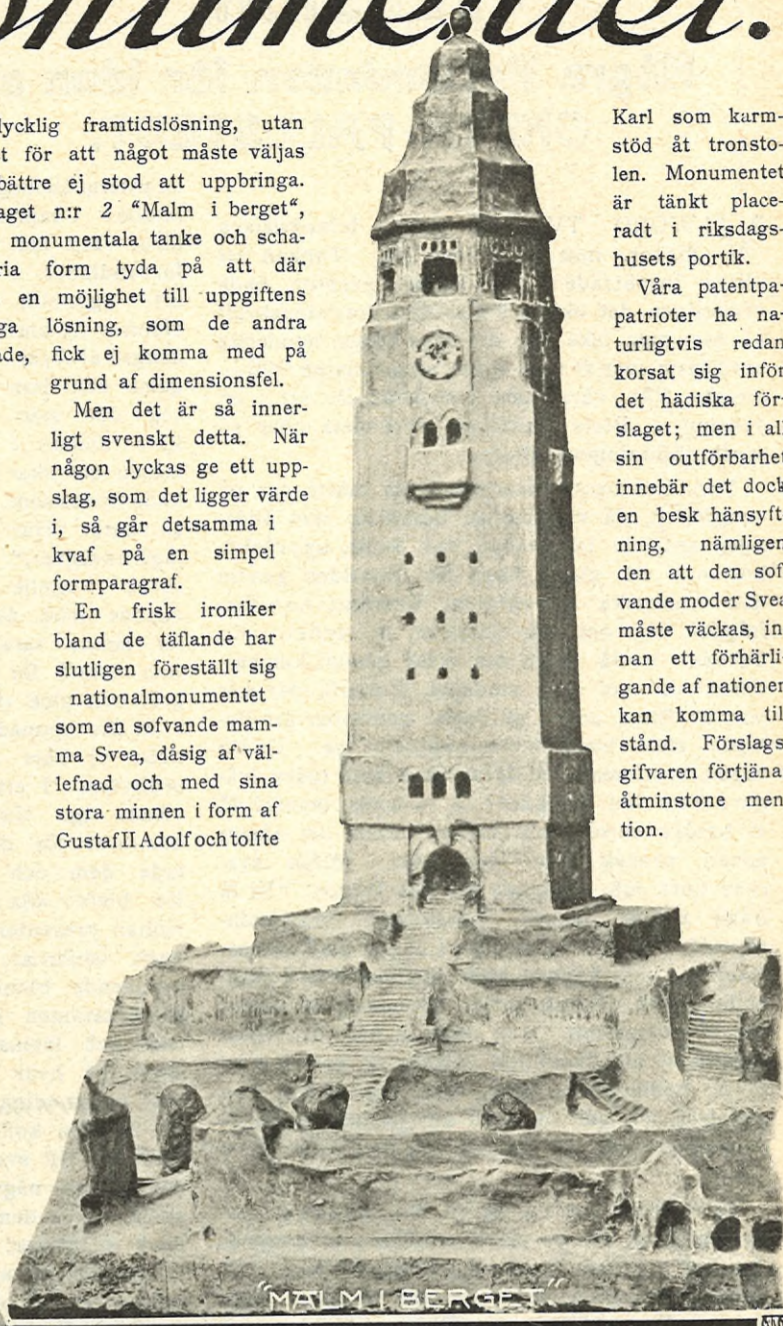 onumentet.
lycklig framtidslösning, utan
t för att något måste väljas
bättre ej stod att uppbringa.
aget n:r 2 “Malm i berget“,
monumentala tanke och scha-
ria form tyda på att där
en möjlighet till uppgiftens
ga lösning, som de andra
ade, fick ej komma med på
grund af dimensionsfel.
Men det är så inner-
ligt svenskt detta. När
någon lyckas ge ett upp-
slag, som det ligger värde
i, så går detsamma i
kvaf på en simpel
formparagraf.
En frisk ironiker
bland de täflande har
slutligen föreställt sig
nationalmonumentet
som en sofvande mam-
ma Svea, dåsig af väl-
lefnad och med sina
stora minnen i form af
Gustaf II Adolf och tolfte
Karl som karm-
stöd åt tronsto-
len. Monumentet
är tänkt place-
radt i riksdags-
husets portik.
Våra patentpa-
patrioter ha na-
turligtvis redan
korsat sig inför
det hädiska för-
slaget; men i all
sin outförbarhet
innebär det dock
en besk hänsyft-
ning, nämligen
den att den sof-
vande moder Svea
måste väckas, in-
nan ett förhärli-
gande af nationen
kan komma til
stånd. Förslags
gifvaren förtjäna
åtminstone men
tion.
“MALM I BERGET.“